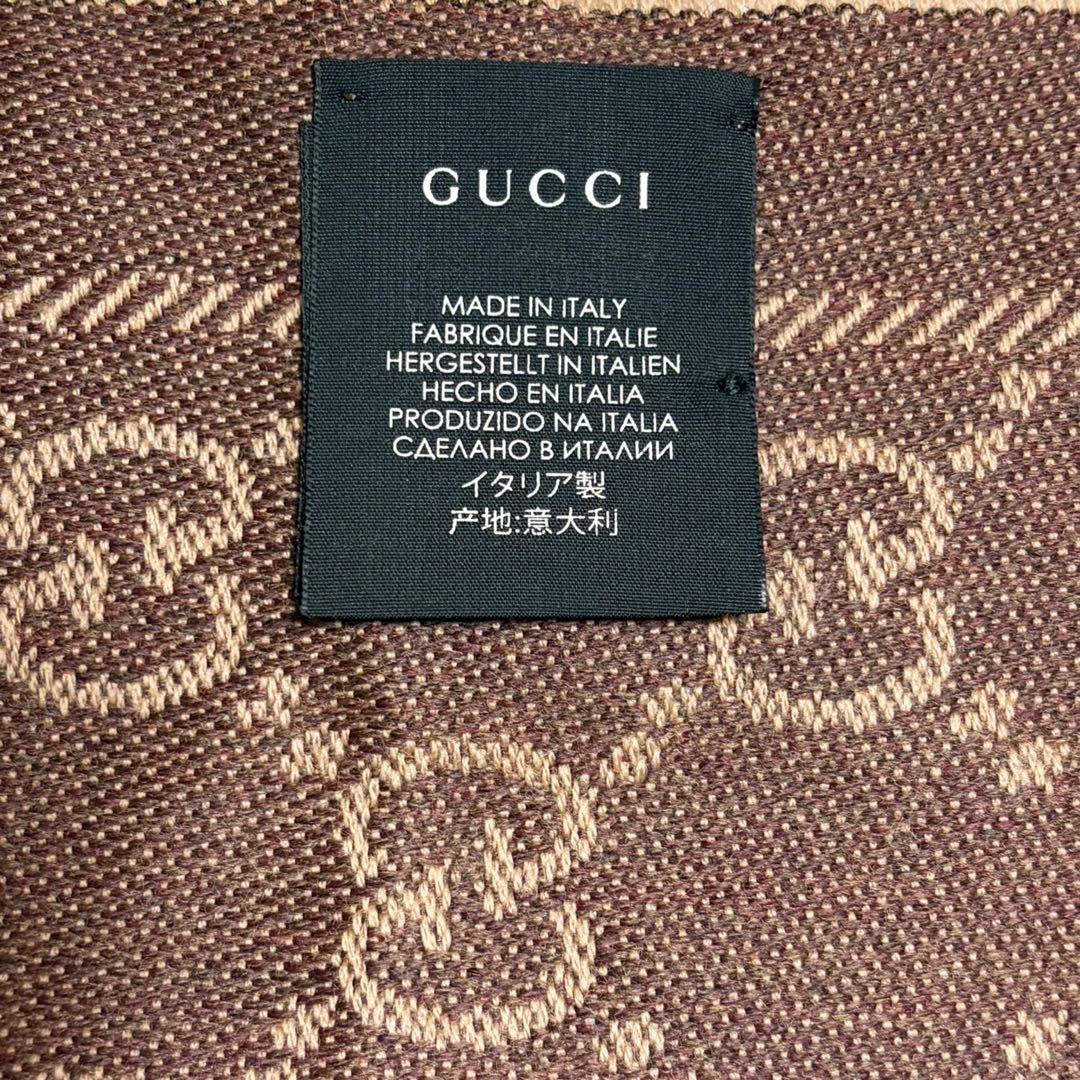 GUCCI
MADE IN ITALY
FABRIQUE EN ITALIE
HERGESTELLT IN ITALIEN
HECHO EN ITALIA
PRODUZIDO NA ITALIA
СДЕЛАНО В ИТАЛИИ
イタリア製
产地:意大利